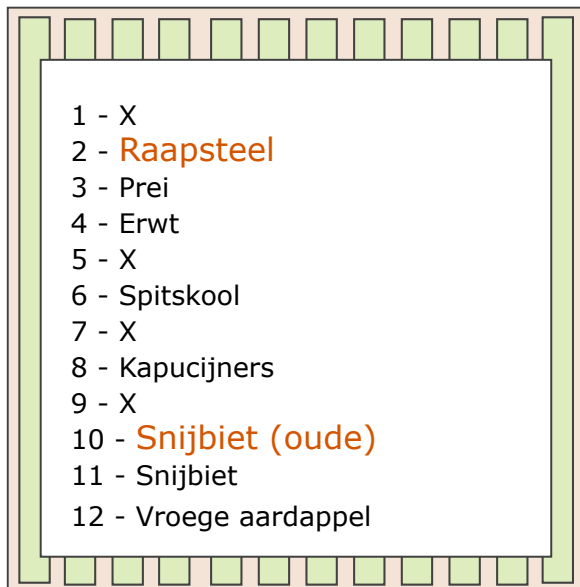 1 - X
2 - Raapsteel
3 - Prei
4 - Erwt
5 - X
6 - Spitskool
7 - X
8 - Kapucijners
9 - X
10 - Snijbiet (oude)
11 - Snijbiet
12 - Vroege aardappel